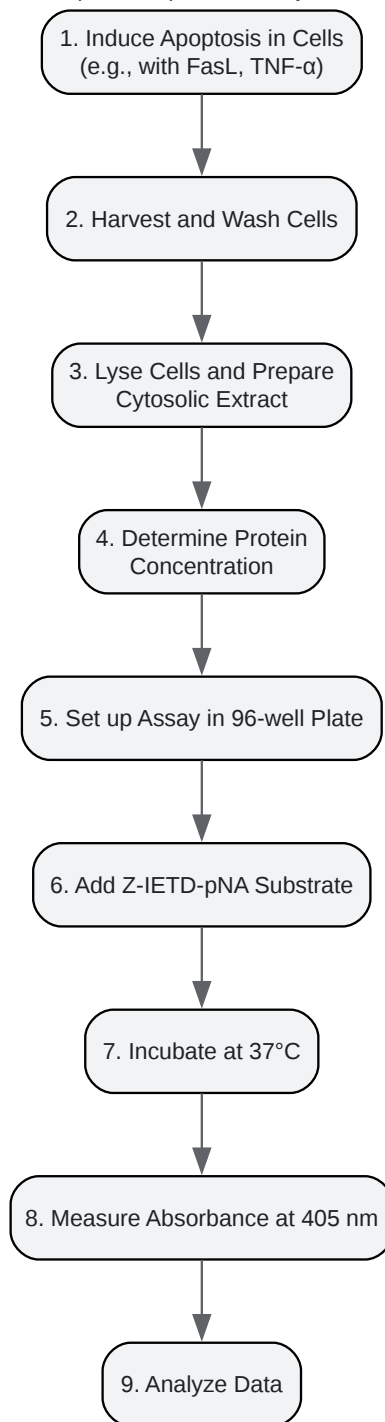 1. Induce Apoptosis in Cells
(e.g., with FasL, TNF-α)
2. Harvest and Wash Cells
3. Lyse Cells and Prepare
Cytosolic Extract
4. Determine Protein
Concentration
5. Set up Assay in 96-well Plate
6. Add Z-IETD-pNA Substrate
7. Incubate at 37°C
8. Measure Absorbance at 405 nm
9. Analyze Data